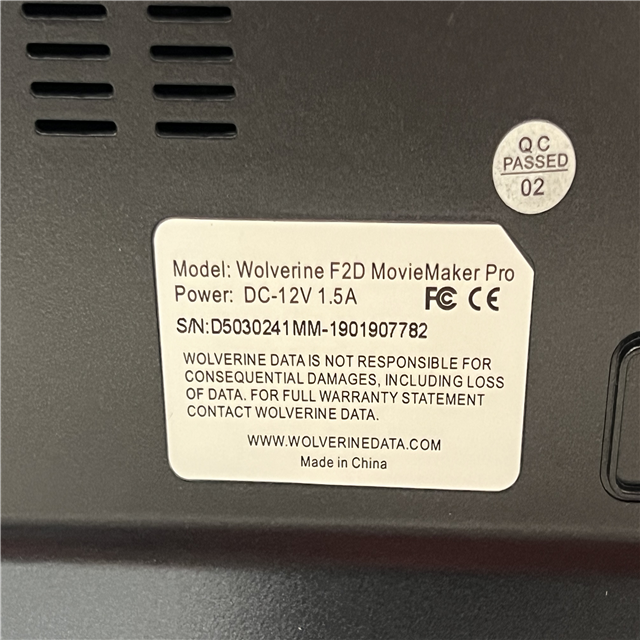 QC
PASSED
02
Model: Wolverine F2D MovieMaker Pro
Power: DC-12V 1.5A
FC CE
S/N:D5030241MM-1901907782
WOLVERINE DATA IS NOT RESPONSIBLE FOR
CONSEQUENTIAL DAMAGES, INCLUDING LOSS
OF DATA. FOR FULL WARRANTY STATEMENT
CONTACT WOLVERINE DATA.
WWW.WOLVERINEDATA.COM
Made in China